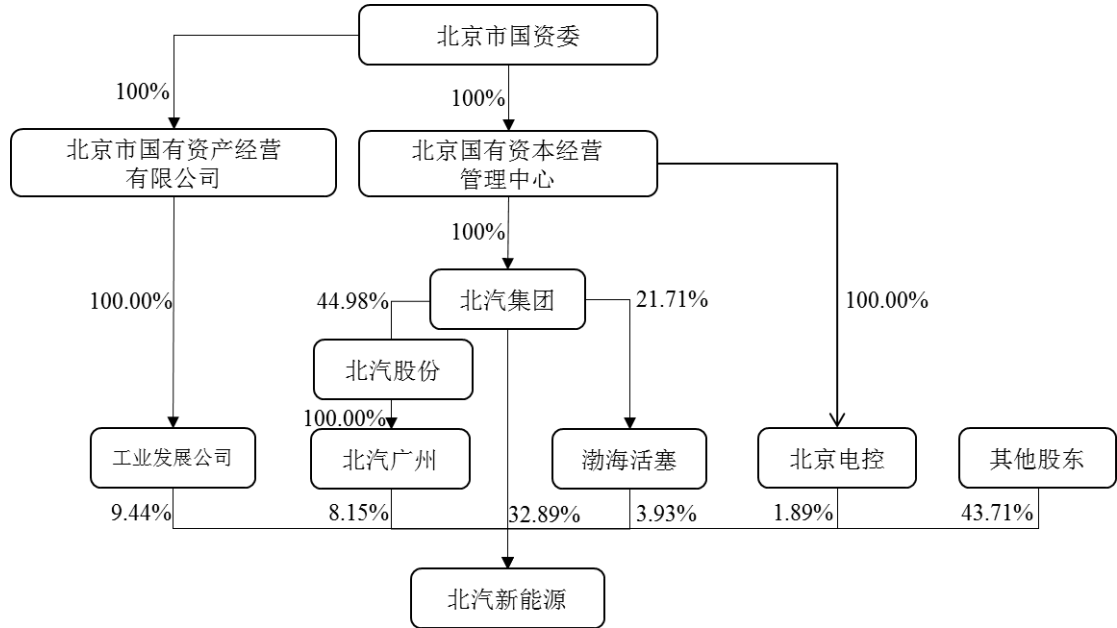 北京市国资委
100%
100%
北京市国有资产经营
有限公司
北京国有资本经营
管理中心
100%
100.00%
44.98%
北汽集团
21.71%
100.00%
北汽股份
100.00%
工业发展公司
北汽广州
渤海活塞
北京电控
其他股东
9.44%
8.15%
32.89%
3.93%
1.89%
43.71%
北汽新能源